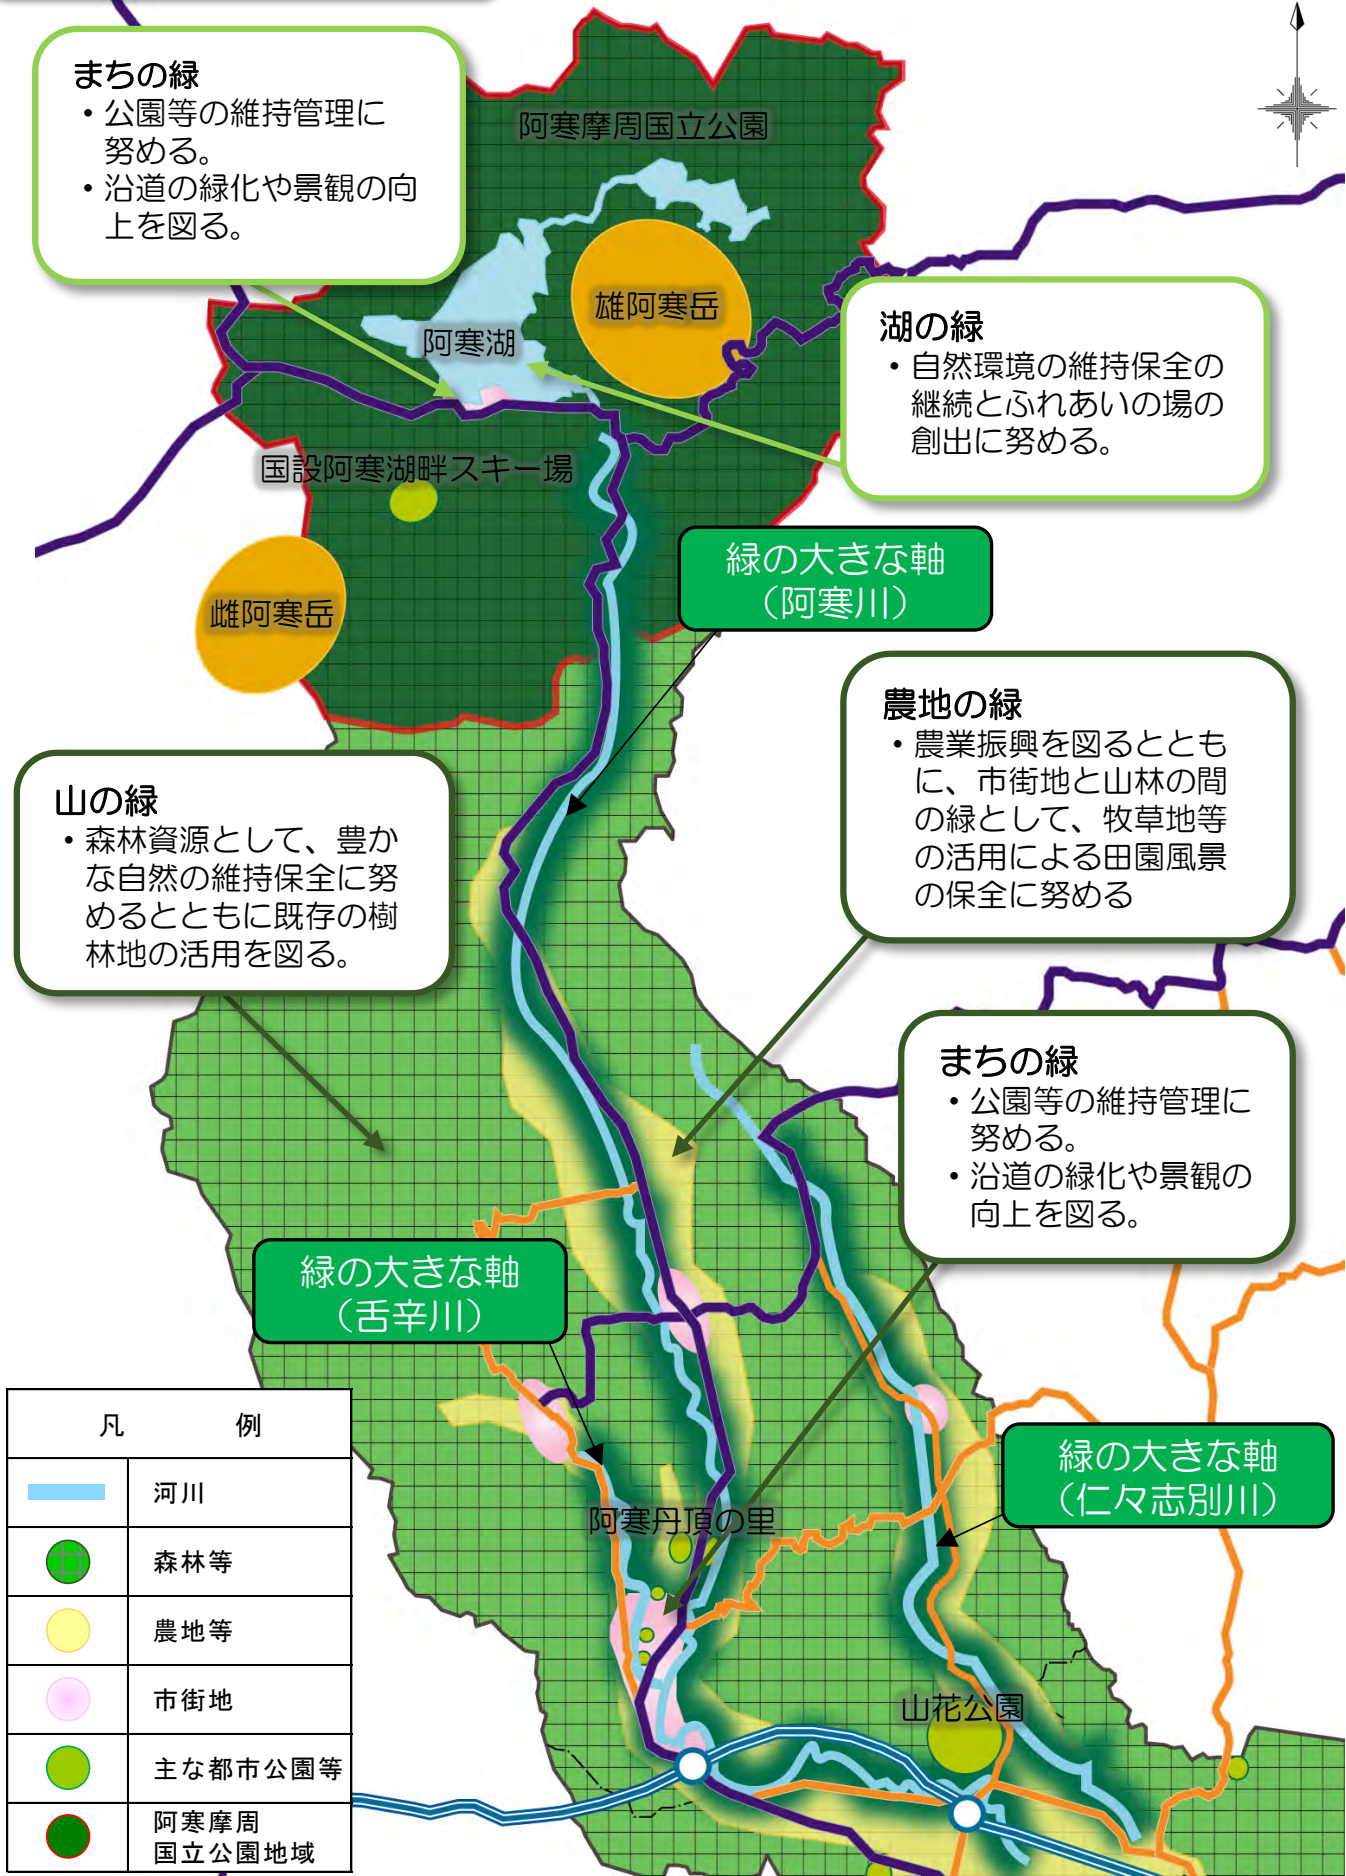 まちの緑
・公園等の維持管理に
努める。
・沿道の緑化や景観の向
上を図る。
阿寒摩周国立公園
雄阿寒岳
阿寒湖
湖の緑
・自然環境の維持保全の
継続とふれあいの場の
創出に努める。
国設阿寒湖畔スキー場
緑の大きな軸
（阿寒川）
雌阿寒岳
農地の緑
・農業振興を図るととも
に、市街地と山林の間
の緑として、牧草地等
の活用による田園風景
の保全に努める
山の緑
・森林資源として、豊か
な自然の維持保全に努
めるとともに既存の樹
林地の活用を図る。
まちの緑
・公園等の維持管理に
努める。
・沿道の緑化や景観の
向上を図る。
緑の大きな軸
（舌辛川）
緑の大きな軸
（仁々志別川）
阿寒丹頂の里
山花公園
凡 例
河川
森林等
農地等
市街地
主な都市公園等
阿寒摩周
国立公園地域